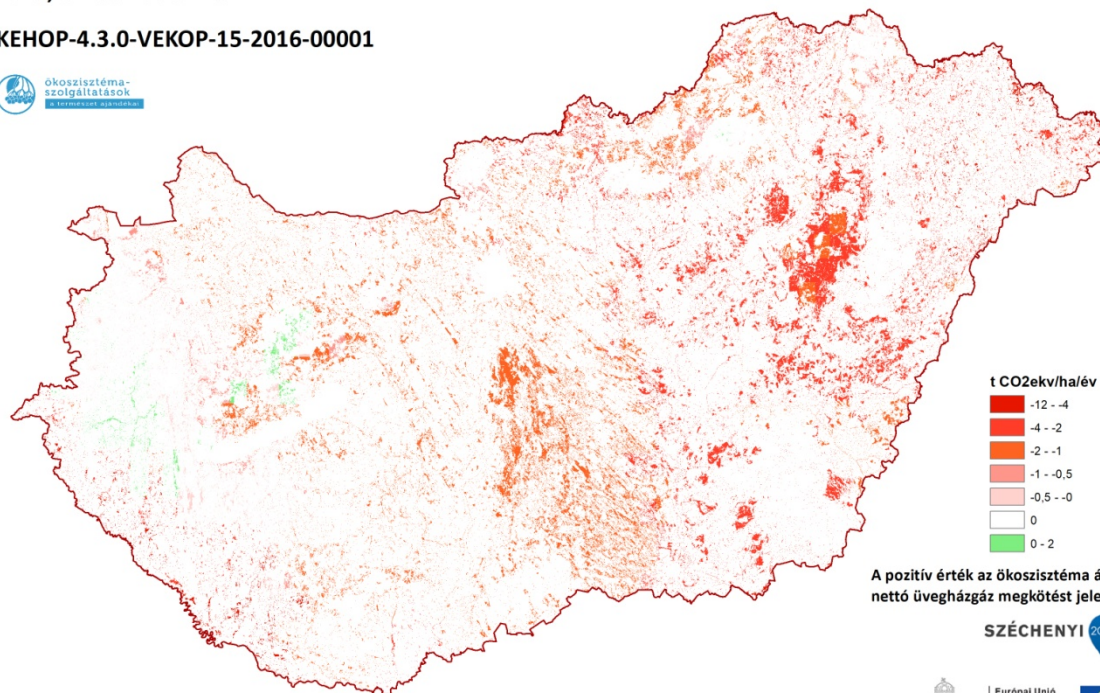 KEHOP-4.3.0-VEKOP-15-2016-00001
ökoszisztéma-
szolgáltatások
a természet ajándékai
t CO2ekv/ha/év
-12 - -4
-4 - -2
-2 - -1
-1 - -0,5
-0,5 - -0
0
0 - 2
A pozitív érték az ökoszisztéma
nettó üvegházgáz megkötést
SZÉCHENYI
Európai Unió